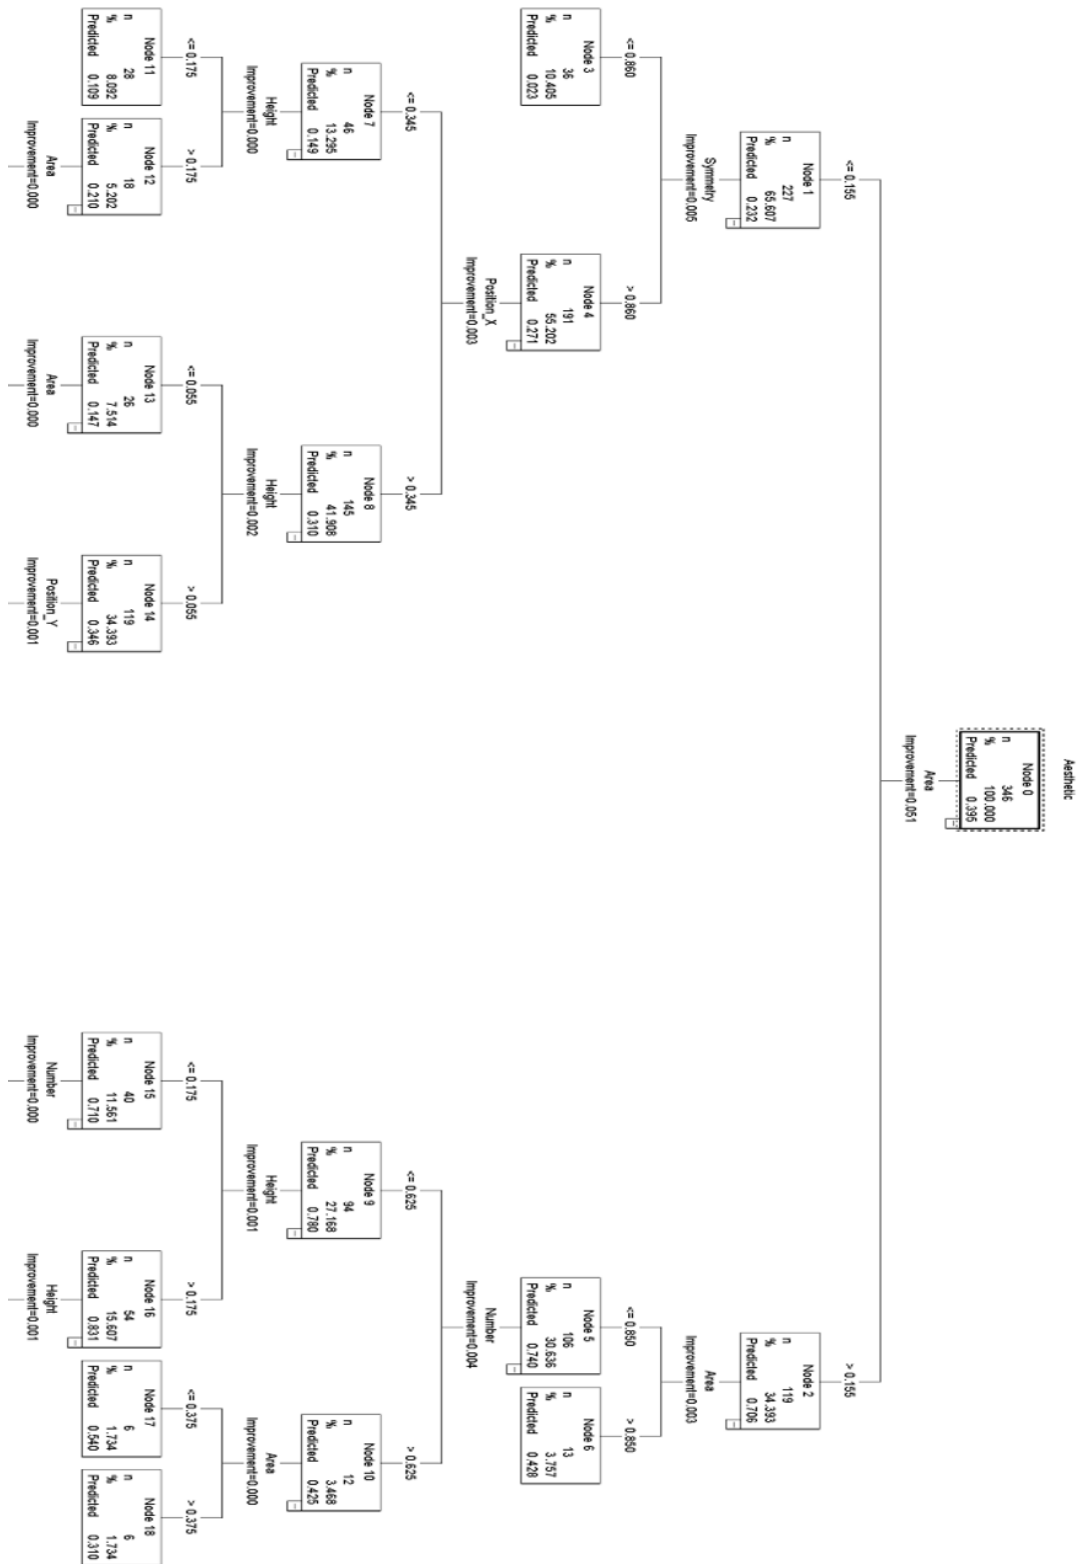 Aesthetic
Node 0
n 346
% 100.000
Predicted 0.395
Area
Improvement=0.051
<= 0.155
> 0.155
Node 1
n 227
% 65.607
Predicted 0.232
Symmetry
Improvement=0.005
Node 2
n 119
% 34.393
Predicted 0.706
Area
Improvement=0.003
<= 0.860
> 0.860
<= 0.850
> 0.850
Node 3
n 36
% 10.405
Predicted 0.023
Node 4
n 191
% 55.202
Predicted 0.271
Position_X
Improvement=0.003
Node 5
n 106
% 30.636
Predicted 0.740
Number
Improvement=0.004
Node 6
n 13
% 3.757
Predicted 0.428
<= 0.345
> 0.345
<= 0.625
> 0.625
Node 7
n 46
% 13.295
Predicted 0.149
Height
Improvement=0.000
Node 8
n 145
% 41.908
Predicted 0.310
Height
Improvement=0.002
Node 9
n 94
% 27.168
Predicted 0.780
Height
Improvement=0.001
Node 10
n 12
% 3.468
Predicted 0.425
Area
Improvement=0.000
<= 0.175
> 0.175
<= 0.055
> 0.055
<= 0.175
> 0.175
<= 0.375
> 0.375
Node 11
n 28
% 8.092
Predicted 0.109
Node 12
n 18
% 5.202
Predicted 0.210
Area
Improvement=0.000
Node 13
n 26
% 7.514
Predicted 0.147
Area
Improvement=0.000
Node 14
n 119
% 34.393
Predicted 0.346
Position_Y
Improvement=0.001
Node 15
n 40
% 11.561
Predicted 0.710
Number
Improvement=0.000
Node 16
n 54
% 15.607
Predicted 0.831
Height
Improvement=0.001
Node 17
n 6
% 1.734
Predicted 0.540
Node 18
n 6
% 1.734
Predicted 0.310